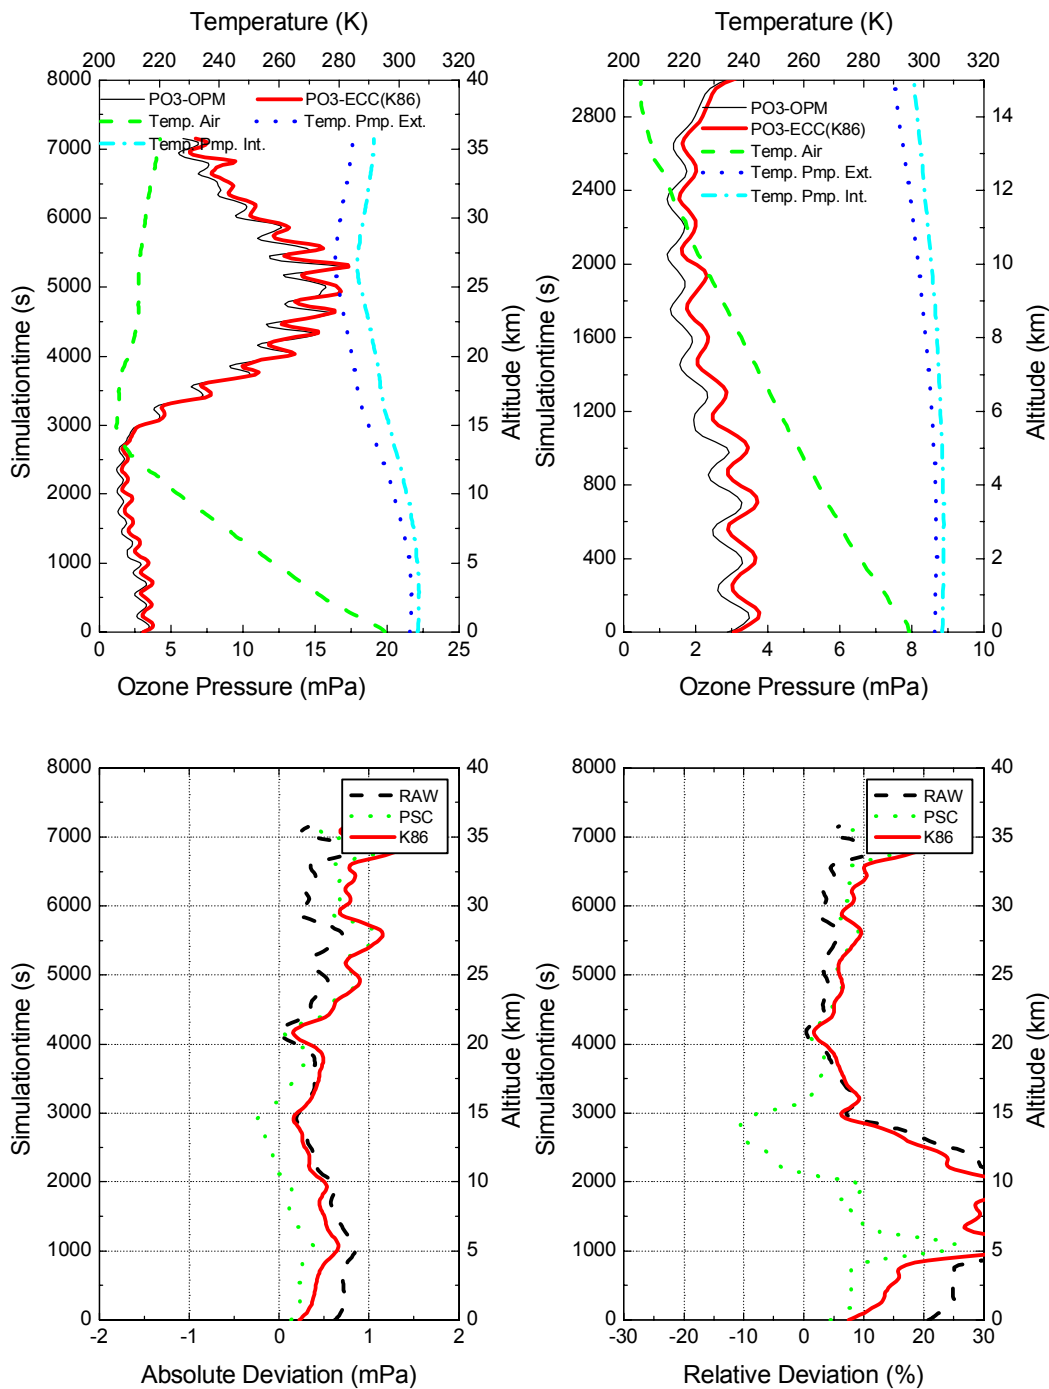 Temperature (K)
200 220 240 260 280 300 320
8000 40
PO3-OPM PO3-ECC(K86)
Temp. Air Temp. Pmp. Ext.
Temp. Pmp. Int.
7000 35
6000 30
5000 25
4000 20
3000 15
2000 10
1000 5
0 0
Simulationtime (s)
Altitude (km)
0 5 10 15 20 25
Ozone Pressure (mPa)
Temperature (K)
200 220 240 260 280 300 320
2800 14
PO3-OPM
PO3-ECC(K86)
Temp. Air
Temp. Pmp. Ext.
Temp. Pmp. Int.
2400 12
2000 10
1600 8
1200 6
800 4
400 2
0 0
Simulationtime (s)
Altitude (km)
0 2 4 6 8 10
Ozone Pressure (mPa)
8000 40
RAW
PSC
K86
7000 35
6000 30
5000 25
4000 20
3000 15
2000 10
1000 5
0 0
Simulationtime (s)
Altitude (km)
-2 -1 0 1 2
Absolute Deviation (mPa)
8000 40
RAW
PSC
K86
7000 35
6000 30
5000 25
4000 20
3000 15
2000 10
1000 5
0 0
Simulationtime (s)
Altitude (km)
-30 -20 -10 0 10 20 30
Relative Deviation (%)